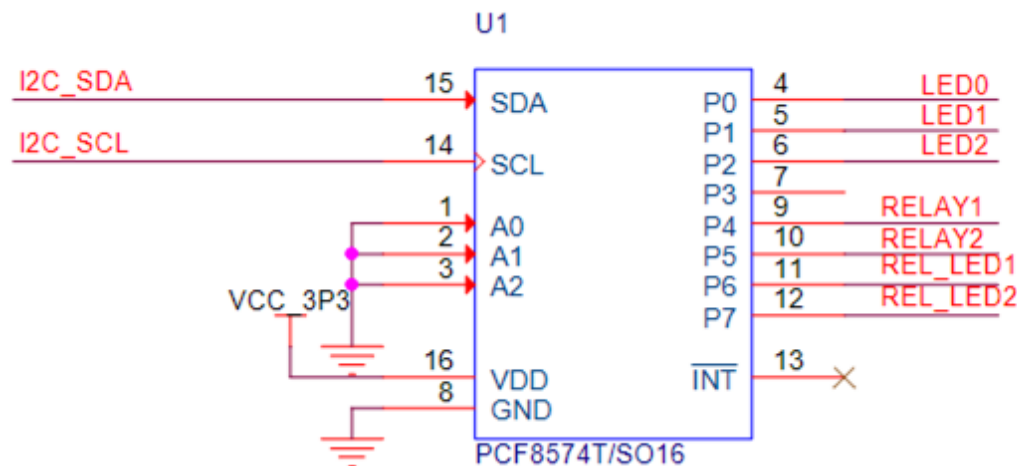 U1
I2C_SDA 15 SDA P0 4 LED0
P1 5 LED1
I2C_SCL 14 SCL P2 6 LED2
P3 7
1 A0 P4 9 RELAY1
2 A1 P5 10 RELAY2
3 A2 P6 11 REL_LED1
VCC_3P3 P7 12 REL_LED2
16 VDD INT 13
8 GND
PCF8574T/SO16